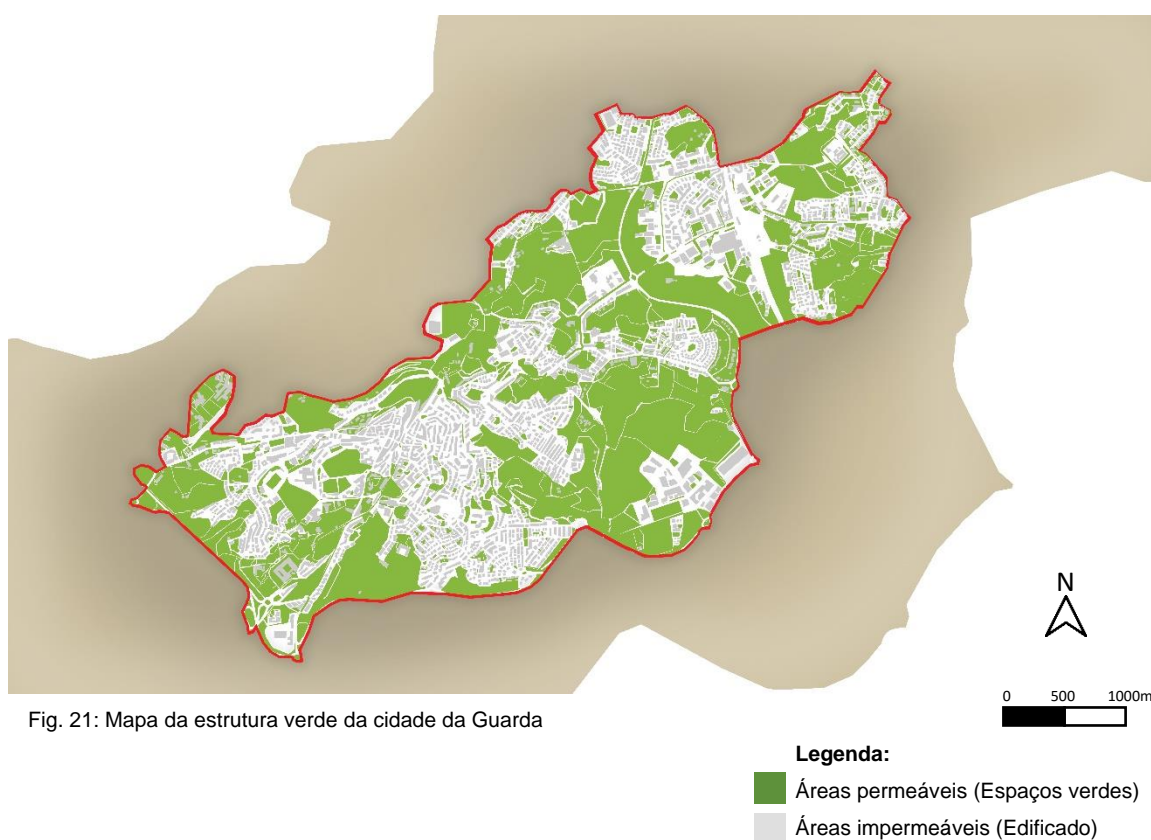 N
0 500 1000m
Fig. 21: Mapa da estrutura verde da cidade da Guarda
Legenda:
Áreas permeáveis (Espaços verdes)
Áreas impermeáveis (Edificado)